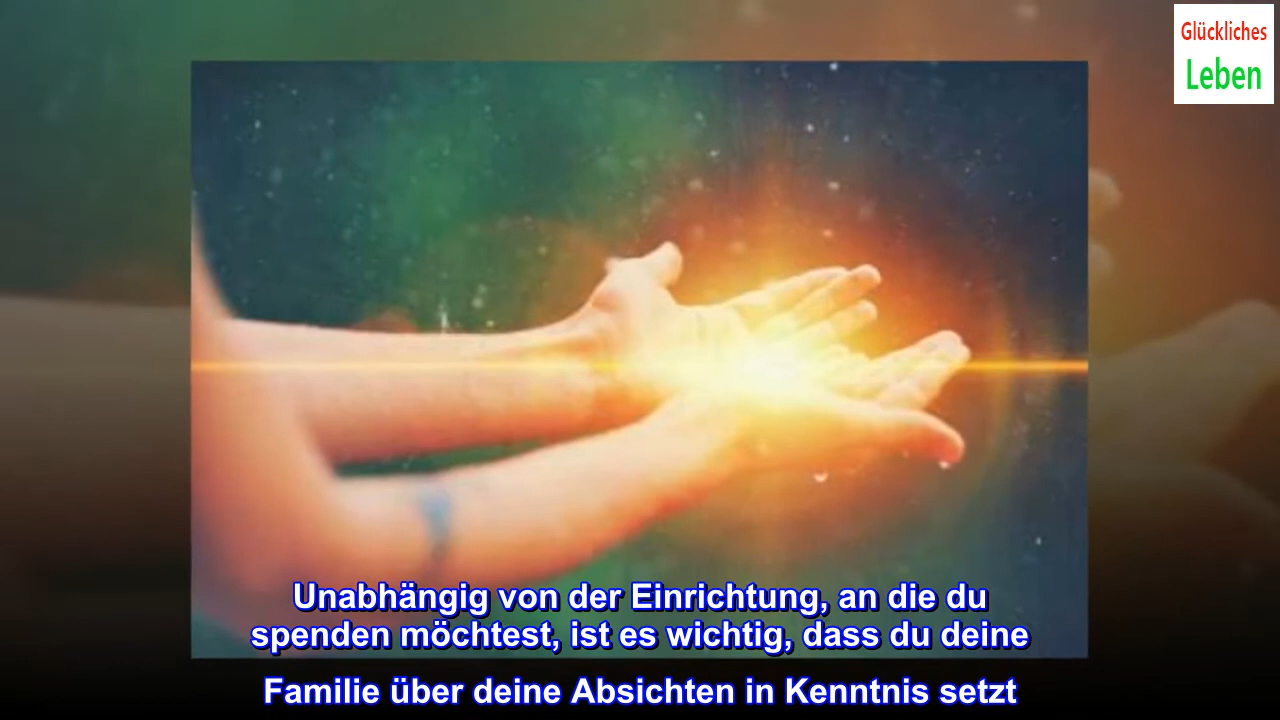 Glückliches
Leben
Unabhängig von der Einrichtung, an die du
spenden möchtest, ist es wichtig, dass du deine
Familie über deine Absichten in Kenntnis setzt